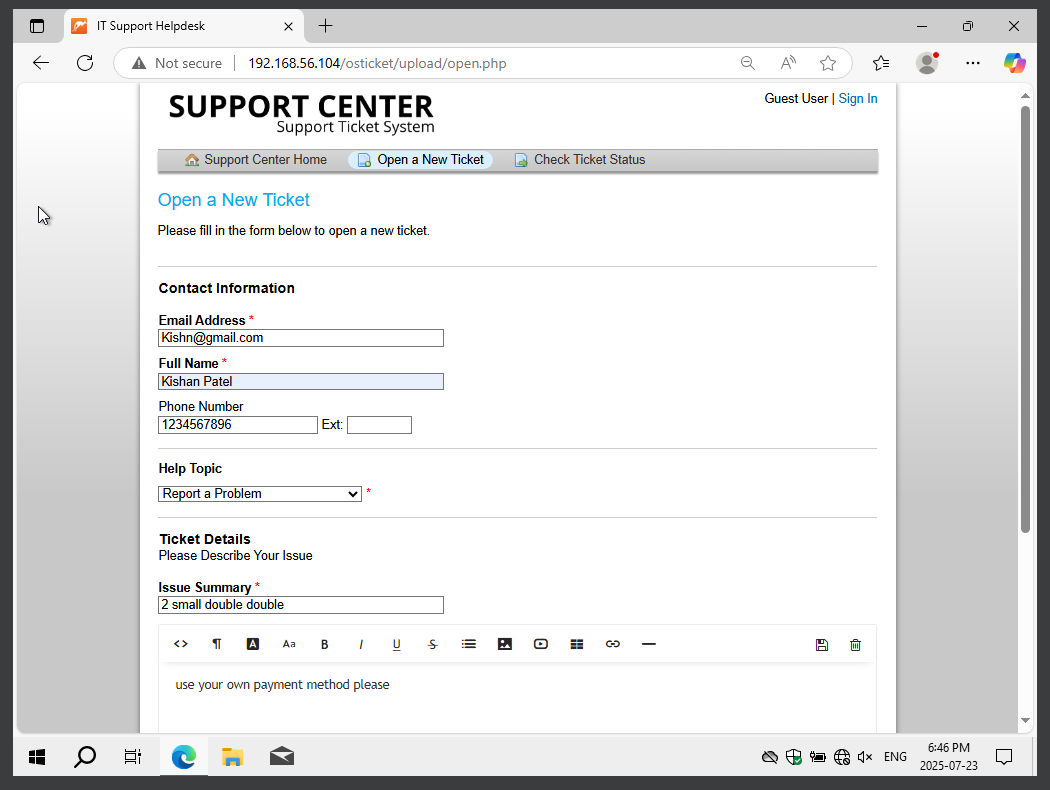 IT Support Helpdesk
Not secure 192.168.56.104/osticket/upload/open.php
SUPPORT CENTER
Support Ticket System
Guest User | Sign In
Support Center Home Open a New Ticket Check Ticket Status
Open a New Ticket
Please fill in the form below to open a new ticket.
Contact Information
Email Address *
Kishn@gmail.com
Full Name *
Kishan Patel
Phone Number
1234567896 Ext:
Help Topic
Report a Problem *
Ticket Details
Please Describe Your Issue
Issue Summary *
2 small double double
<> ¶ A Aa B I U S
use your own payment method please
ENG 6:46 PM
2025-07-23